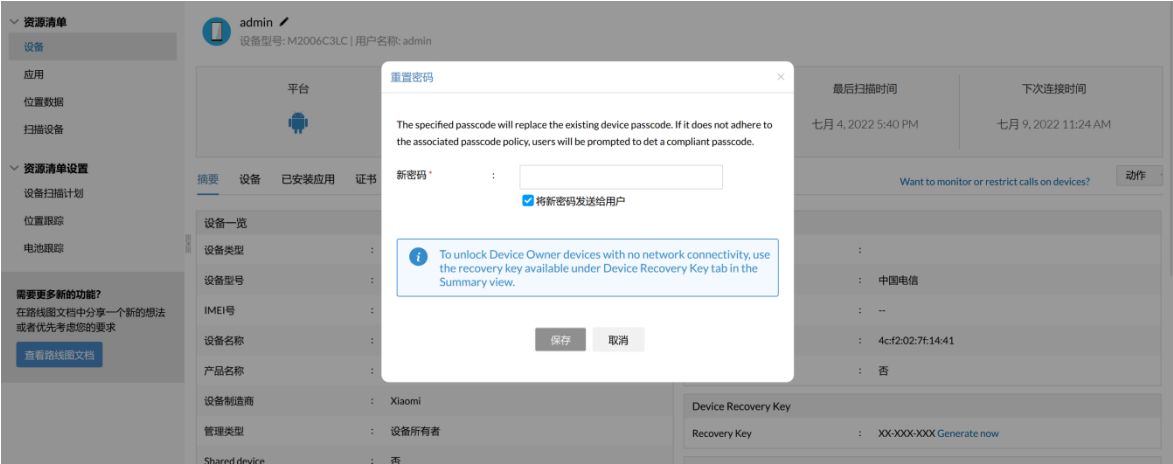 资源清单
设备
应用
位置数据
扫描设备
资源清单设置
设备扫描计划
位置跟踪
电池跟踪
需要更多新的功能?
在路线图文档中分享一个新的想法
或者优先考虑您的要求
查看路线图文档
admin
设备型号: M2006C3LC | 用户名称: admin
平台
最后扫描时间
下次连接时间
七月 4, 2022 5:40 PM
七月 9, 2022 11:24 AM
摘要 设备 已安装应用 证书
Want to monitor or restrict calls on devices?
动作
重置密码
×
The specified passcode will replace the existing device passcode. If it does not adhere to
the associated passcode policy, users will be prompted to det a compliant passcode.
新密码 * :
将新密码发送给用户
To unlock Device Owner devices with no network connectivity, use
the recovery key available under Device Recovery Key tab in the
Summary view.
保存 取消
设备一览
设备类型 :
设备型号 :
IMEI号 :
设备名称 :
产品名称 :
设备制造商 : Xiaomi
管理类型 : 设备所有者
Shared device : 否
:
: 中国电信
: --
: 4c:f2:02:7f:14:41
: 否
Device Recovery Key
Recovery Key : XX-XXX-XXX Generate now